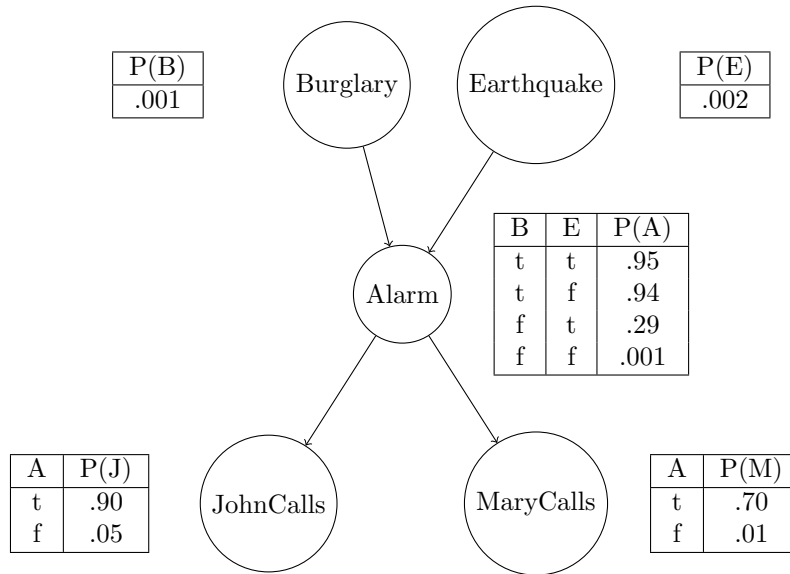 P(B)
.001
Burglary
Earthquake
P(E)
.002
Alarm
B E P(A)
t t .95
t f .94
f t .29
f f .001
A P(J)
t .90
f .05
JohnCalls
MaryCalls
A P(M)
t .70
f .01